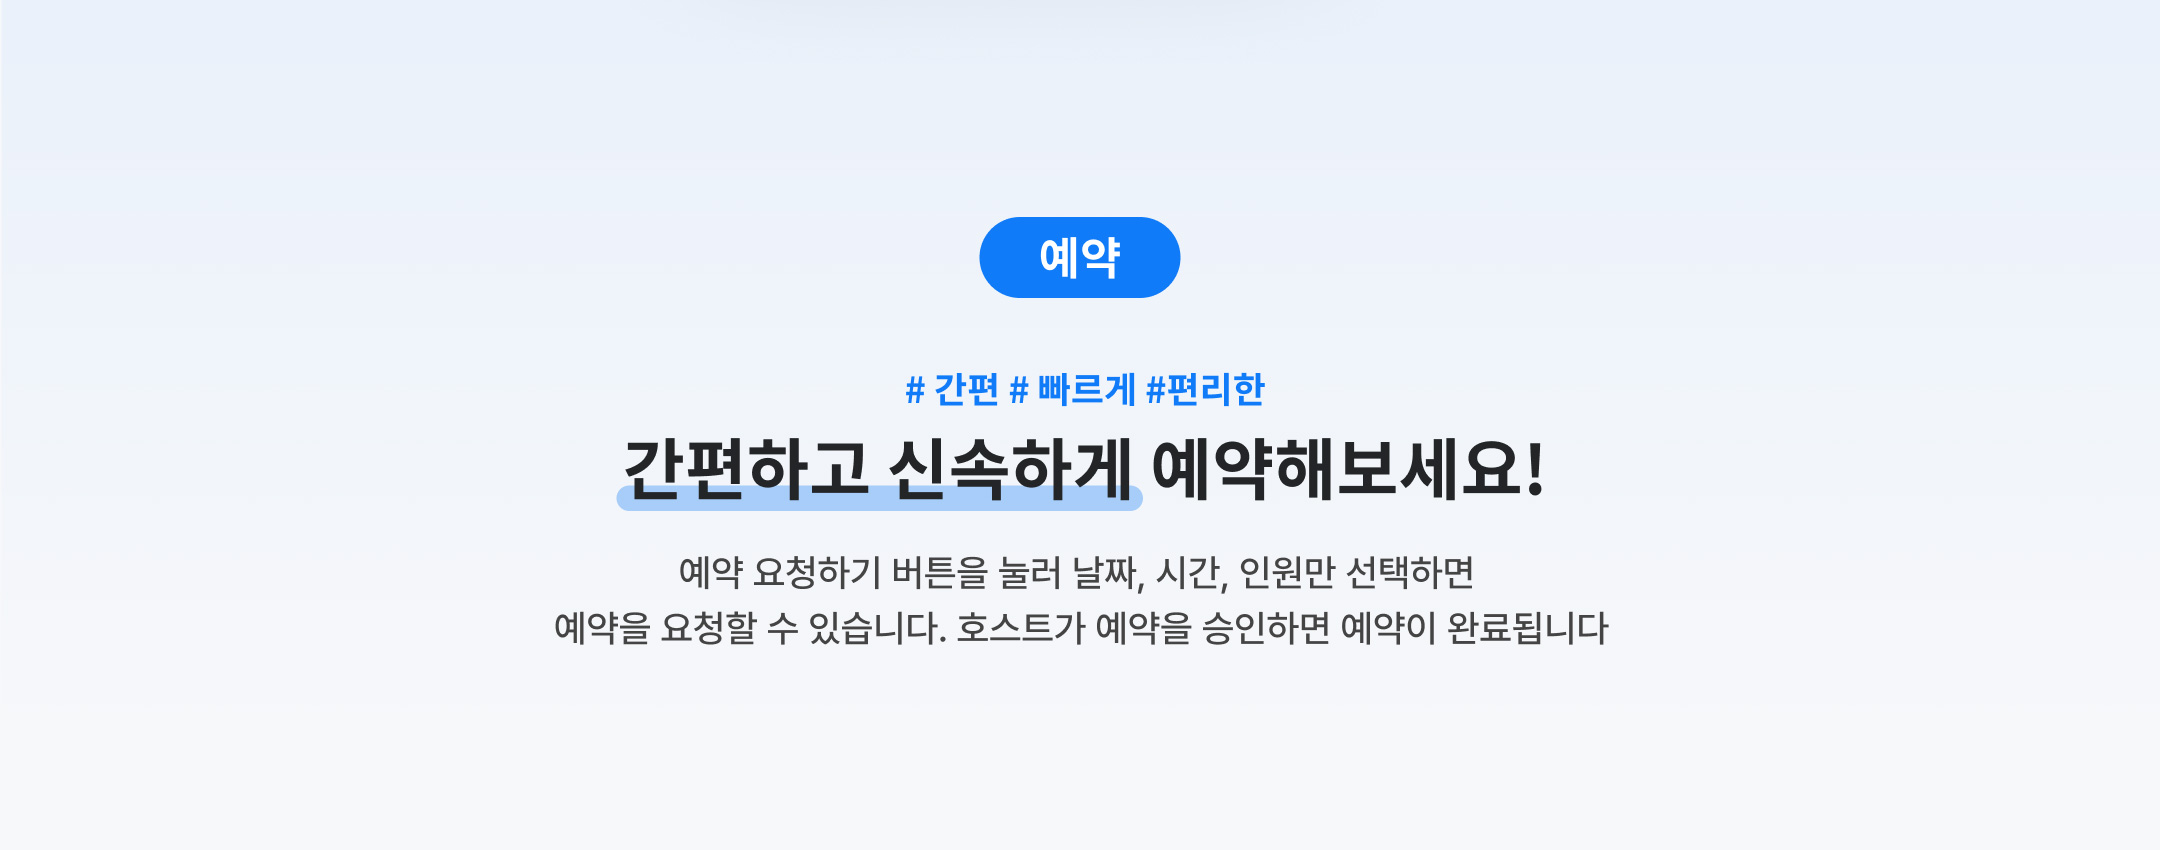 예약
# 간편 # 빠르게 #편리한
간편하고 신속하게 예약해보세요!
예약 요청하기 버튼을 눌러 날짜, 시간, 인원만 선택하면
예약을 요청할 수 있습니다. 호스트가 예약을 승인하면 예약이 완료됩니다